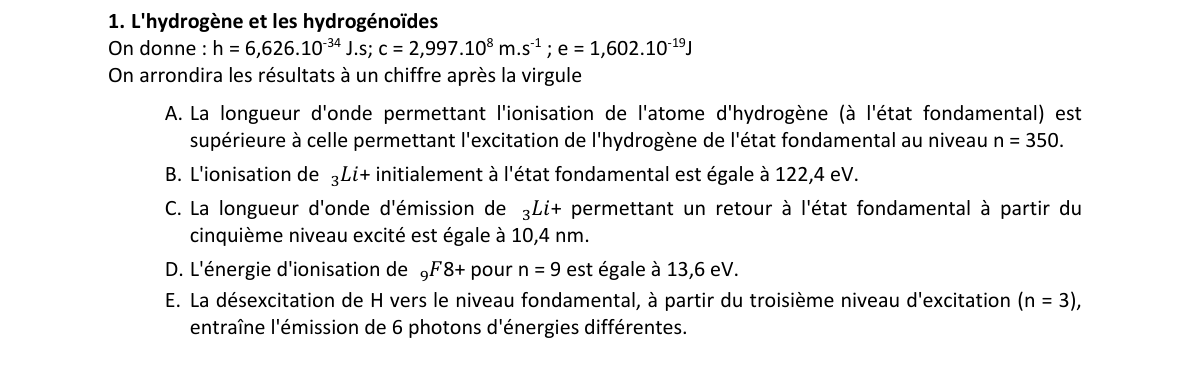 1. L'hydrogène et les hydrogénoïdes
On donne : h = 6,626.10⁻³⁴ J.s; c = 2,997.10⁸ m.s⁻¹ ; e = 1,602.10⁻¹⁹J
On arrondira les résultats à un chiffre après la virgule
A. La longueur d'onde permettant l'ionisation de l'atome d'hydrogène (à l'état fondamental) est
supérieure à celle permettant l'excitation de l'hydrogène de l'état fondamental au niveau n = 350.
B. L'ionisation de ₃Li+ initialement à l'état fondamental est égale à 122,4 eV.
C. La longueur d'onde d'émission de ₃Li+ permettant un retour à l'état fondamental à partir du
cinquième niveau excité est égale à 10,4 nm.
D. L'énergie d'ionisation de ₉F8+ pour n = 9 est égale à 13,6 eV.
E. La désexcitation de H vers le niveau fondamental, à partir du troisième niveau d'excitation (n = 3),
entraîne l'émission de 6 photons d'énergies différentes.